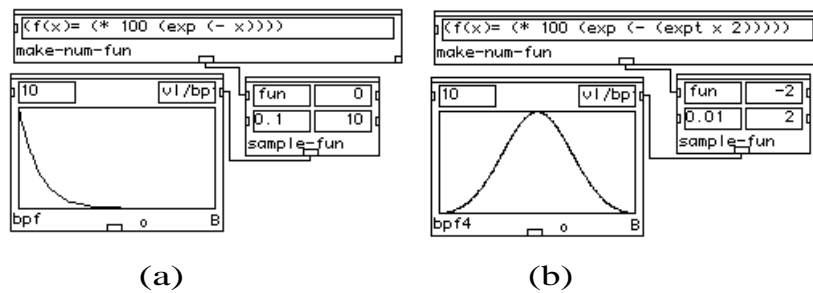 (f(x)= (* 100 (exp (- x))))
make-num-fun
10
vl/bp
fun
0
0.1
10
sample-fun
bpf
o
B
(a)
(f(x)= (* 100 (exp (- (expt x 2)))))
make-num-fun
10
vl/bp
fun
-2
0.01
2
sample-fun
bpf4
o
B
(b)